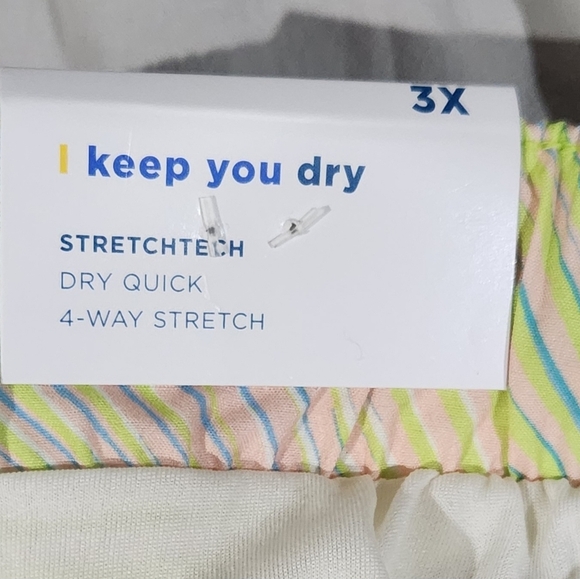 3X
I keep you dry
STRETCHTECH
DRY QUICK
4-WAY STRETCH